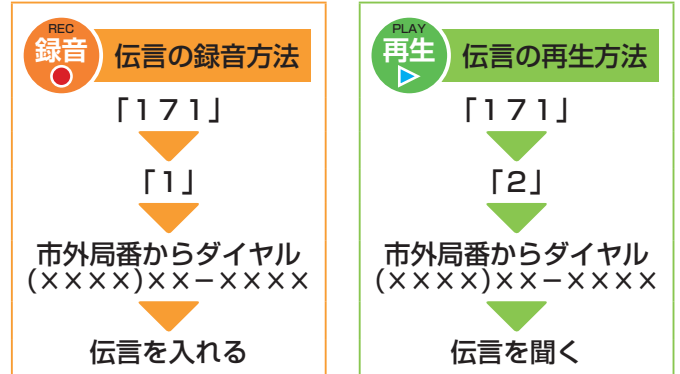 REC
録音
伝言の録音方法
「171」
「1」
市外局番からダイヤル
(××××)××−××××
伝言を入れる
PLAY
再生
伝言の再生方法
「171」
「2」
市外局番からダイヤル
(××××)××−××××
伝言を聞く